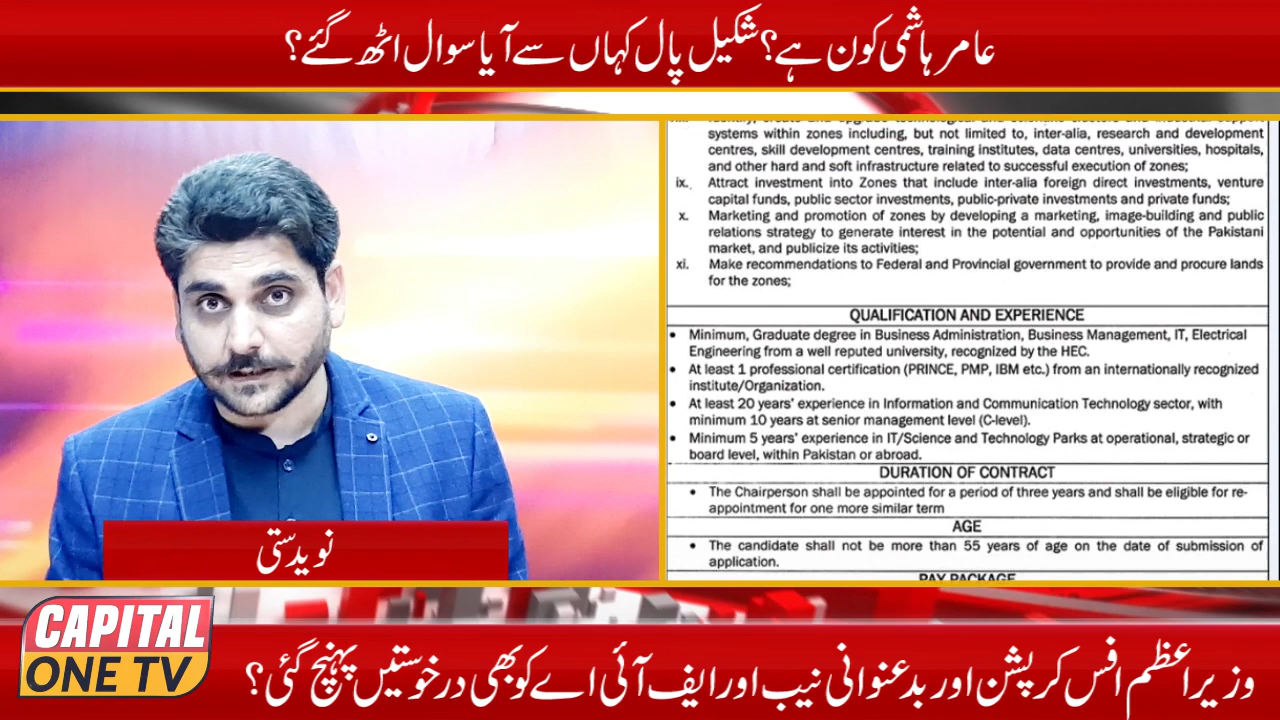 عامر ہاشمی کون ہے؟ شکیل پال کہاں سے آیا سوال اٹھ گئے؟
systems within zones including, but not limited to, inter-alia, research and development
centres, skill development centres, training institutes, data centres, universities, hospitals,
and other hard and soft infrastructure related to successful execution of zones;
ix. Attract investment into Zones that include inter-alia foreign direct investments, venture
capital funds, public sector investments, public-private investments and private funds;
x. Marketing and promotion of zones by developing a marketing, image-building and public
relations strategy to generate interest in the potential and opportunities of the Pakistani
market, and publicize its activities;
xi. Make recommendations to Federal and Provincial government to provide and procure lands
for the zones;
QUALIFICATION AND EXPERIENCE
• Minimum, Graduate degree in Business Administration, Business Management, IT, Electrical
Engineering from a well reputed university, recognized by the HEC.
• At least 1 professional certification (PRINCE, PMP, IBM etc.) from an internationally recognized
institute/Organization.
• At least 20 years' experience in Information and Communication Technology sector, with
minimum 10 years at senior management level (C-level).
• Minimum 5 years' experience in IT/Science and Technology Parks at operational, strategic or
board level, within Pakistan or abroad.
DURATION OF CONTRACT
• The Chairperson shall be appointed for a period of three years and shall be eligible for re-
appointment for one more similar term
AGE
• The candidate shall not be more than 55 years of age on the date of submission of
application.
PAY PACKAGE
نوید ستی
CAPITAL
ONE TV
وزیراعظم افس کرپشن اور بدعنوانی نیب اور ایف آئی اے کو بھی درخوستیں پہنچ گئی؟